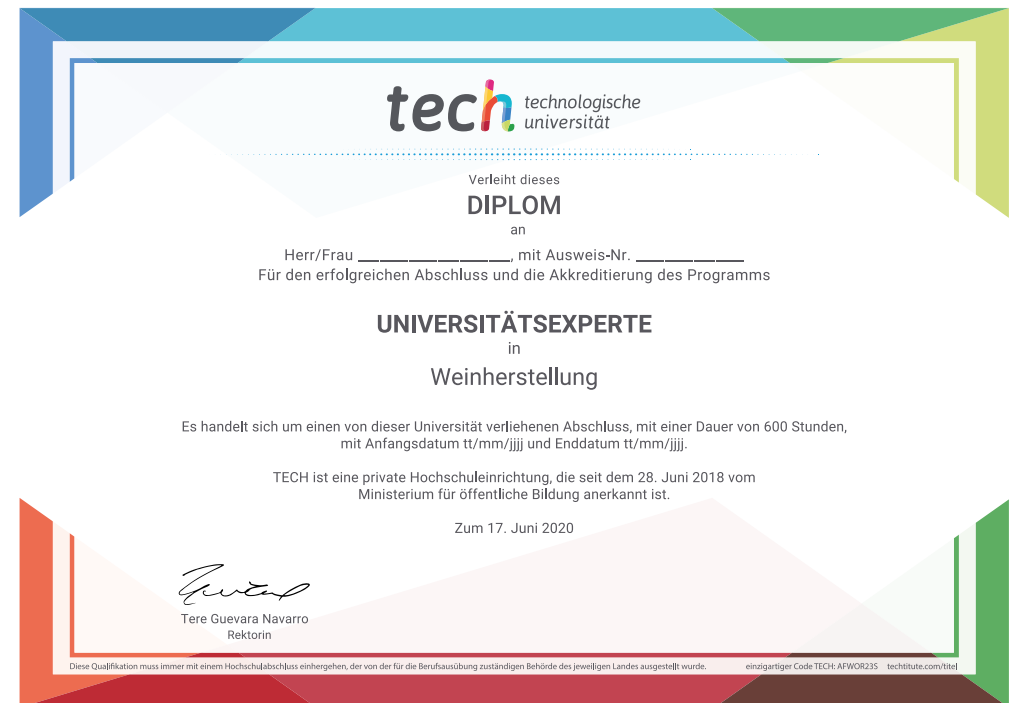 tech technologische
universität
Verleiht dieses
DIPLOM
an
Herr/Frau ________________, mit Ausweis-Nr. ____________
Für den erfolgreichen Abschluss und die Akkreditierung des Programms
UNIVERSITÄTSEXPERTE
in
Weinherstellung
Es handelt sich um einen von dieser Universität verliehenen Abschluss, mit einer Dauer von 600 Stunden,
mit Anfangsdatum tt/mm/jjjj und Enddatum tt/mm/jjjj.
TECH ist eine private Hochschuleinrichtung, die seit dem 28. Juni 2018 vom
Ministerium für öffentliche Bildung anerkannt ist.
Zum 17. Juni 2020
Tere Guevara Navarro
Rektorin
Diese Qualifikation muss immer mit einem Hochschulabschluss einhergehen, der von der für die Berufsausübung zuständigen Behörde des jeweiligen Landes ausgestellt wurde. einzigartiger Code TECH: AFWOR23S techtitute.com/titel